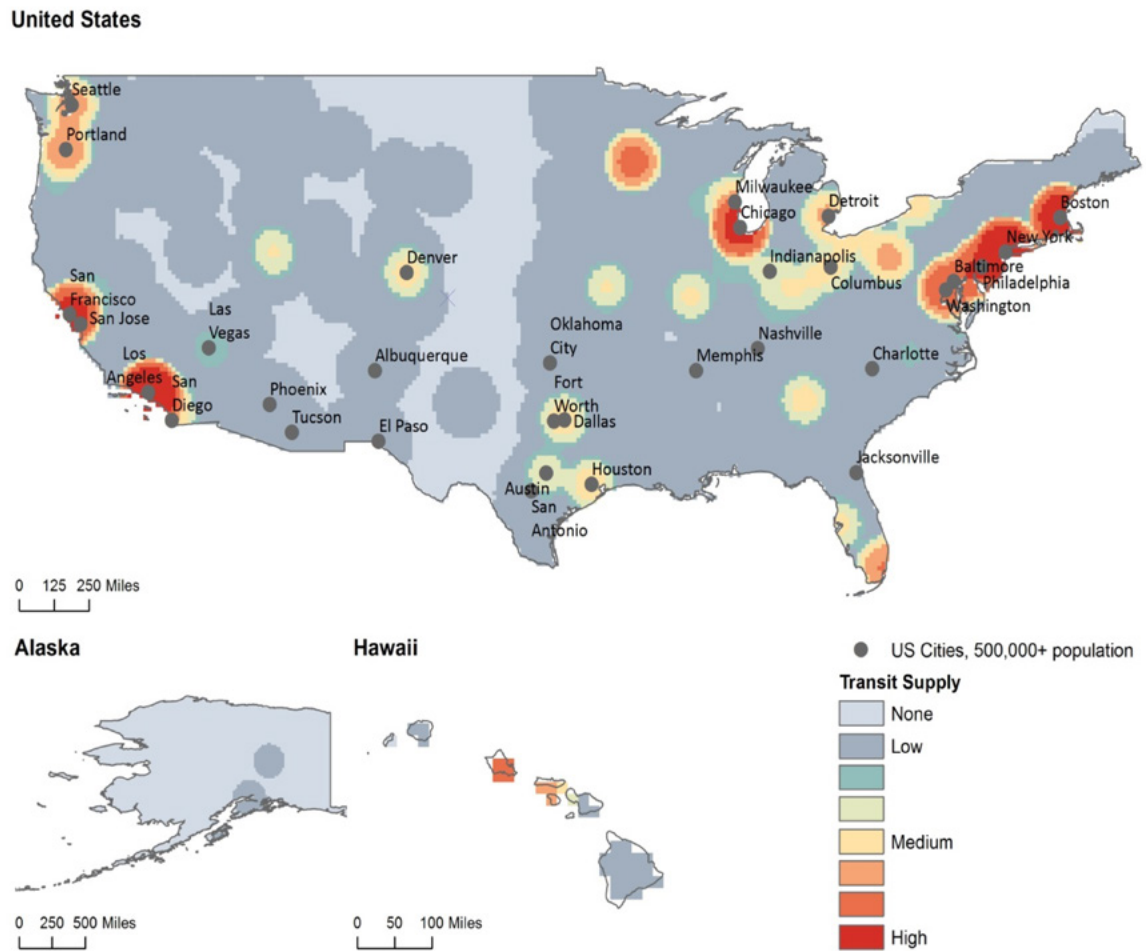 United States
Seattle
Portland
Milwaukee
Chicago
Detroit
Boston
New York
Denver
Indianapolis
Baltimore
Columbus
Philadelphia
Washington
San
Francisco
San Jose
Las
Vegas
Oklahoma
City
Nashville
Los
Angeles
San
Diego
Albuquerque
Memphis
Charlotte
Phoenix
Tucson
El Paso
Fort
Worth
Dallas
Jacksonville
Houston
Austin
San
Antonio
0 125 250 Miles
Alaska
0 250 500 Miles
Hawaii
0 50 100 Miles
US Cities, 500,000+ population
Transit Supply
None
Low
Medium
High